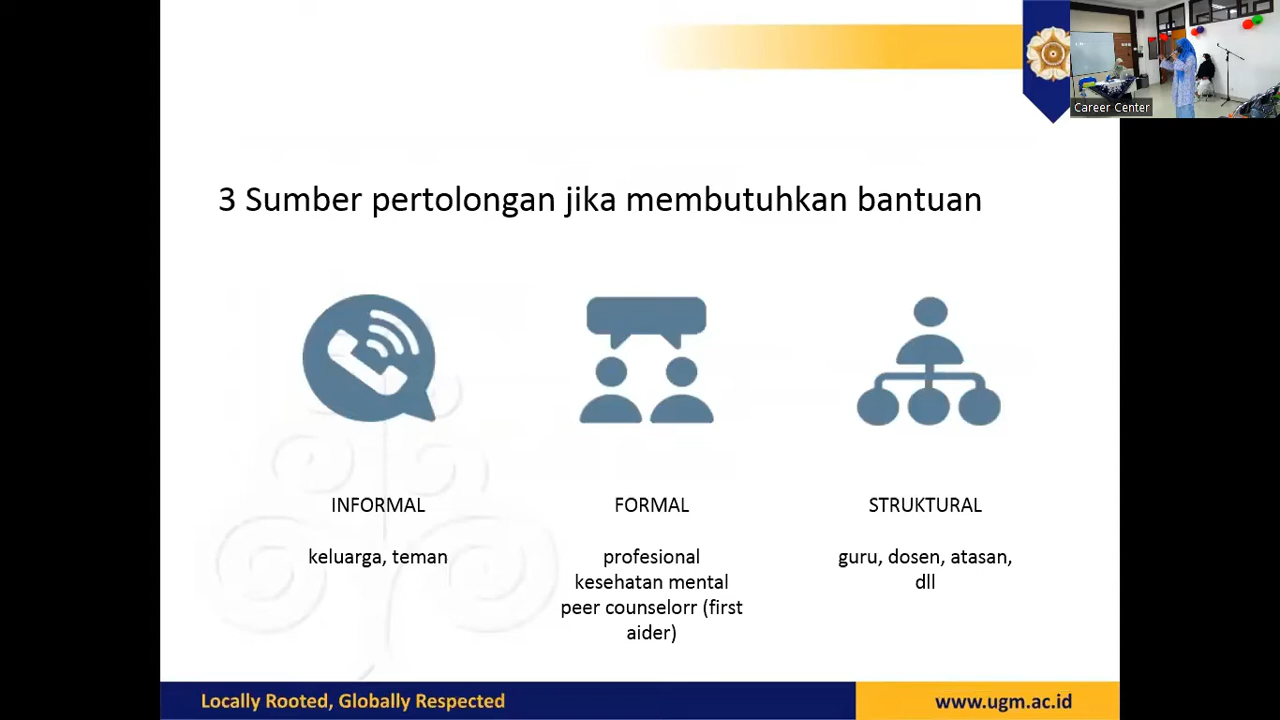 Career Center
3 Sumber pertolongan jika membutuhkan bantuan
INFORMAL
keluarga, teman
FORMAL
profesional
kesehatan mental
peer counselorr (first
aider)
STRUKTURAL
guru, dosen, atasan,
dll
Locally Rooted, Globally Respected
www.ugm.ac.id